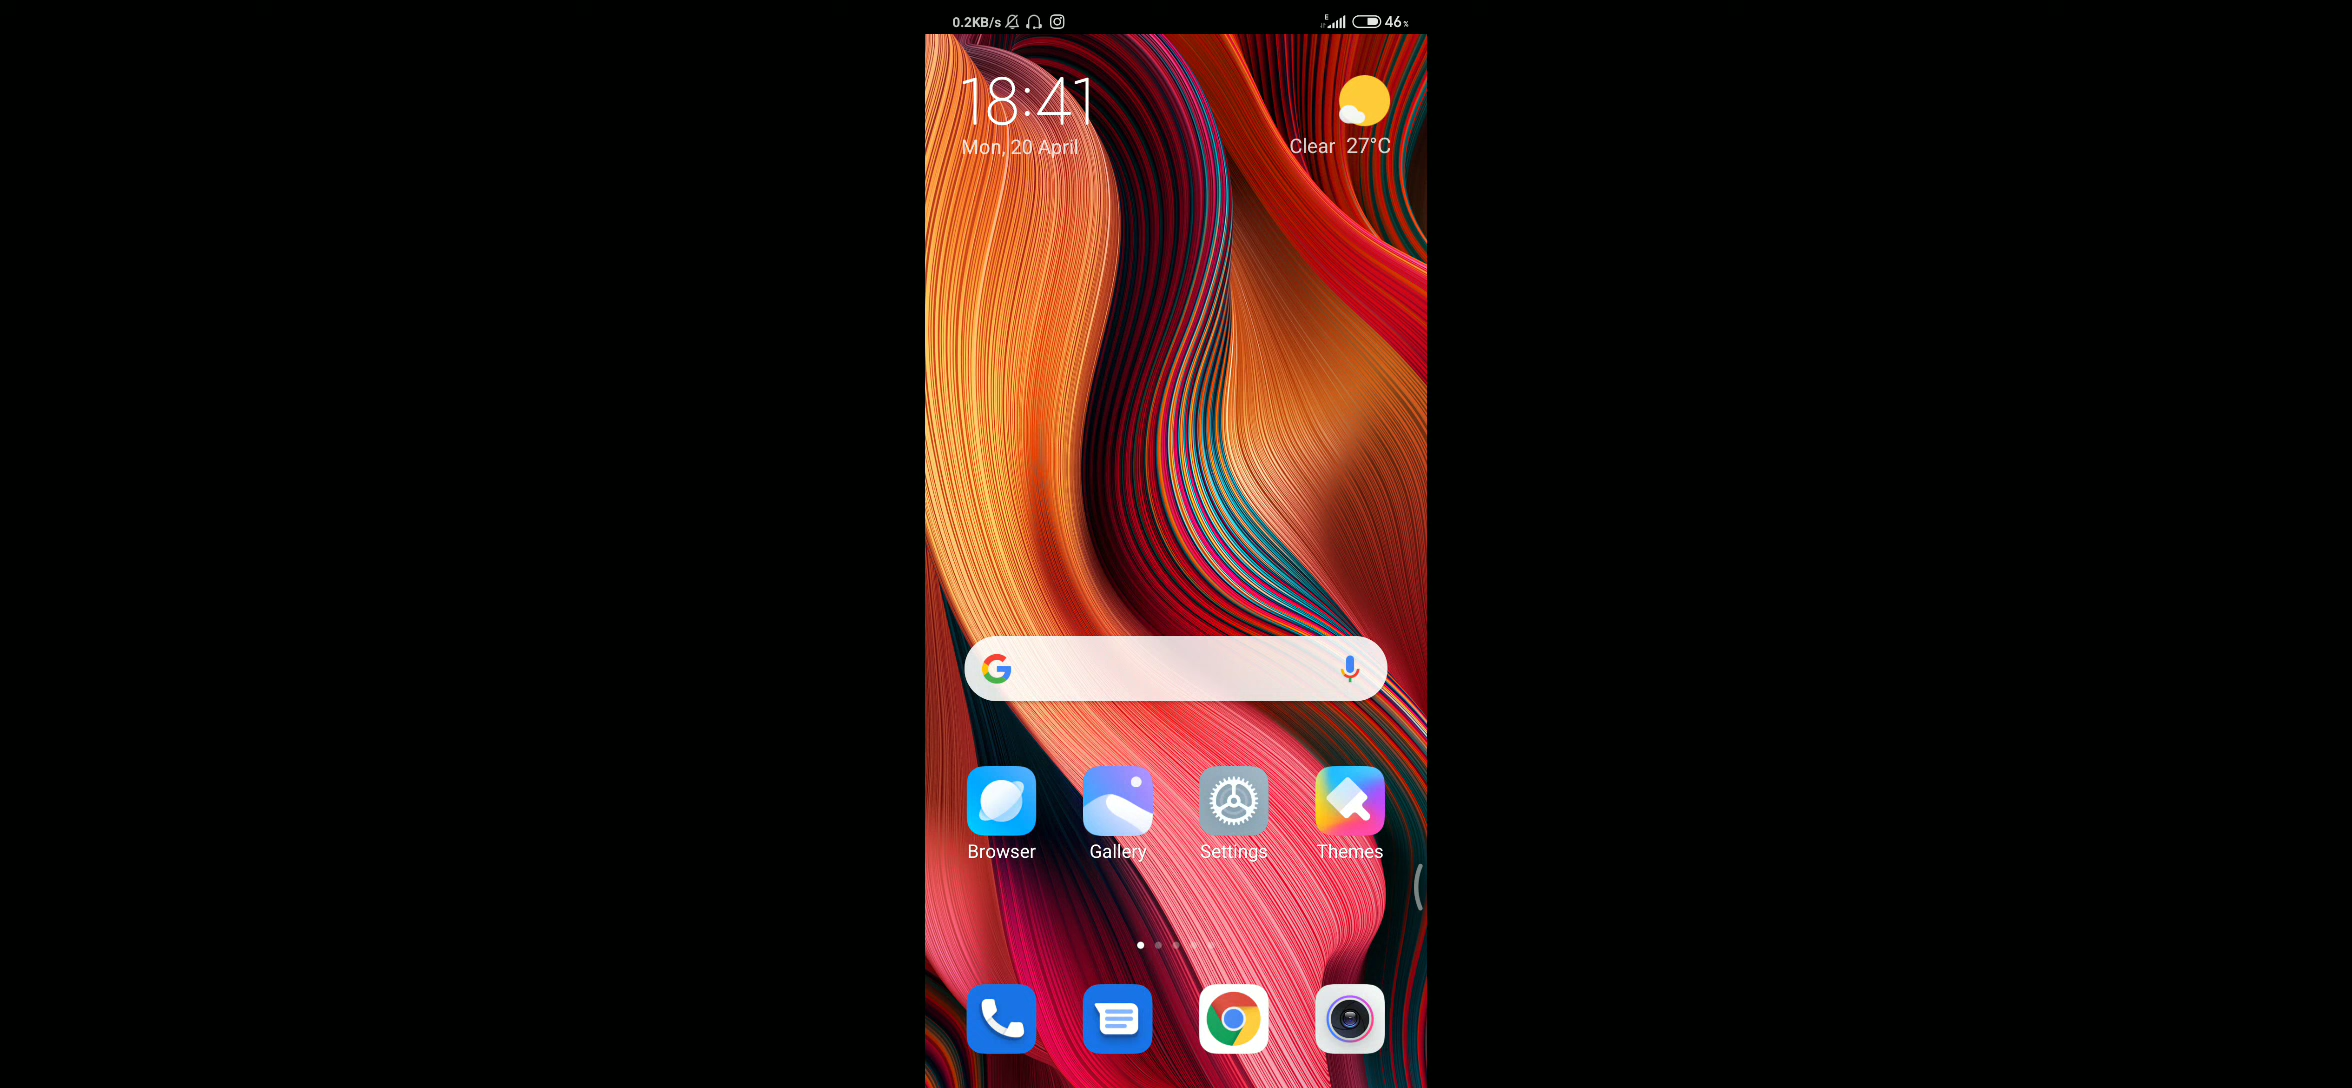 0.2KB/s E 46%
18:41
Mon, 20 April
Clear 27°C
Browser Gallery Settings Themes